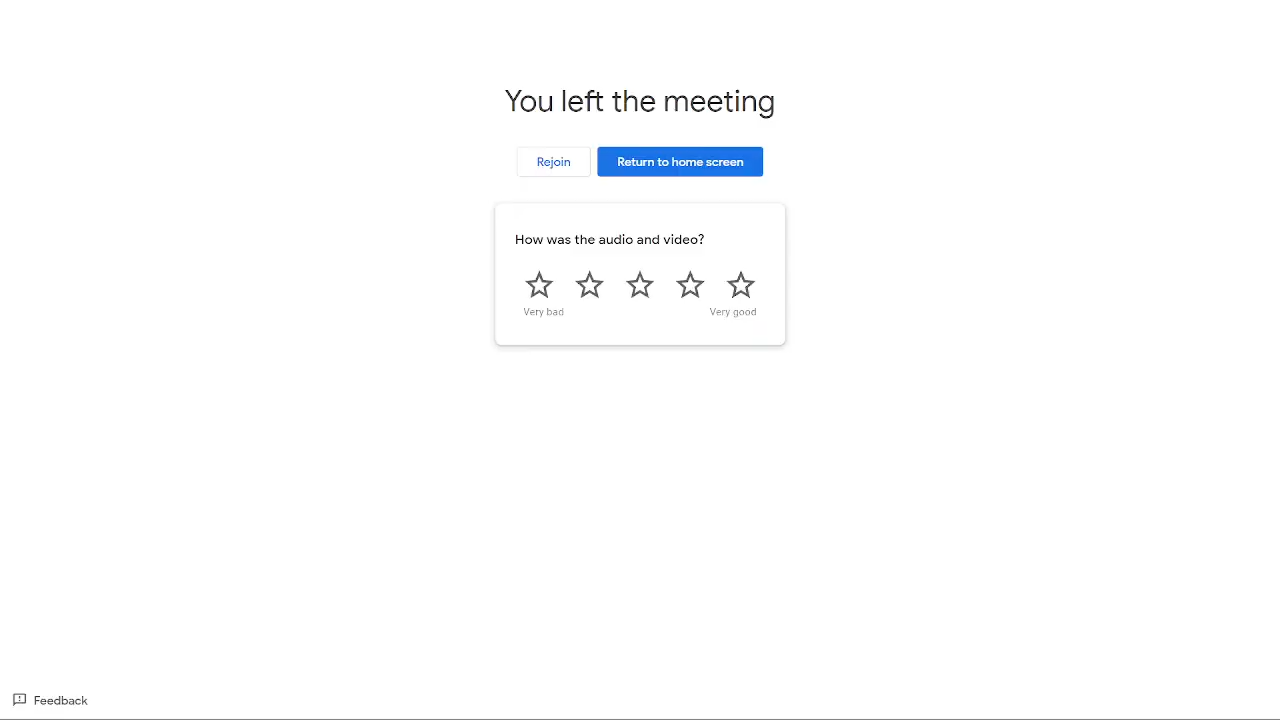 You left the meeting
Rejoin
Return to home screen
How was the audio and video?
Very bad
Very good
Feedback